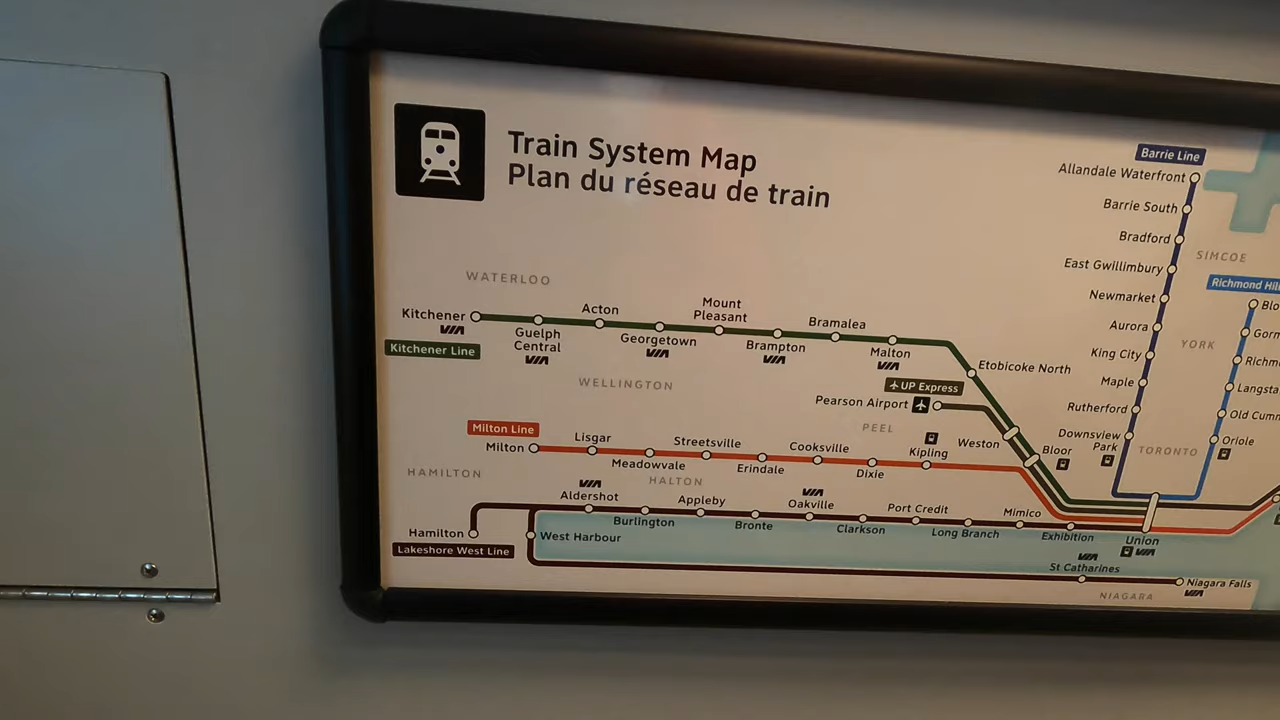 Train System Map
Plan du réseau de train
Barrie Line
Allandale Waterfront
Barrie South
Bradford
East Gwillimbury
SIMCOE
Newmarket
Richmond Hill
Aurora
King City
YORK
Maple
Rutherford
Old
Downsview
Park
TORONTO
Oriole
WATERLOO
Kitchener
VIA
Kitchener Line
Guelph
Central
VIA
Acton
Georgetown
VIA
Mount
Pleasant
Brampton
VIA
Bramalea
Malton
VIA
Etobicoke North
WELLINGTON
UP Express
Pearson Airport
PEEL
Weston
Bloor
Milton Line
Milton
Lisgar
Meadowvale
Streetsville
Erindale
Cooksville
Dixie
Kipling
HAMILTON
HALTON
VIA
Aldershot
Burlington
Appleby
Bronte
VIA
Oakville
Clarkson
Port Credit
Long Branch
Mimico
Exhibition
Union
VIA
Hamilton
Lakeshore West Line
West Harbour
VIA
St Catharines
Niagara Falls
VIA
NIAGARA